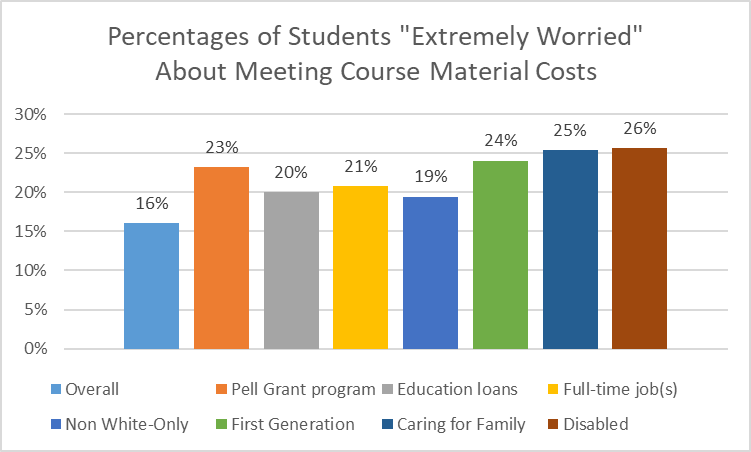 Percentages of Students "Extremely Worried"
About Meeting Course Material Costs
30%
25%
20%
15%
10%
5%
0%
16%
23%
20%
21%
19%
24%
25%
26%
Overall
Pell Grant program
Education loans
Full-time job(s)
Non White-Only
First Generation
Caring for Family
Disabled